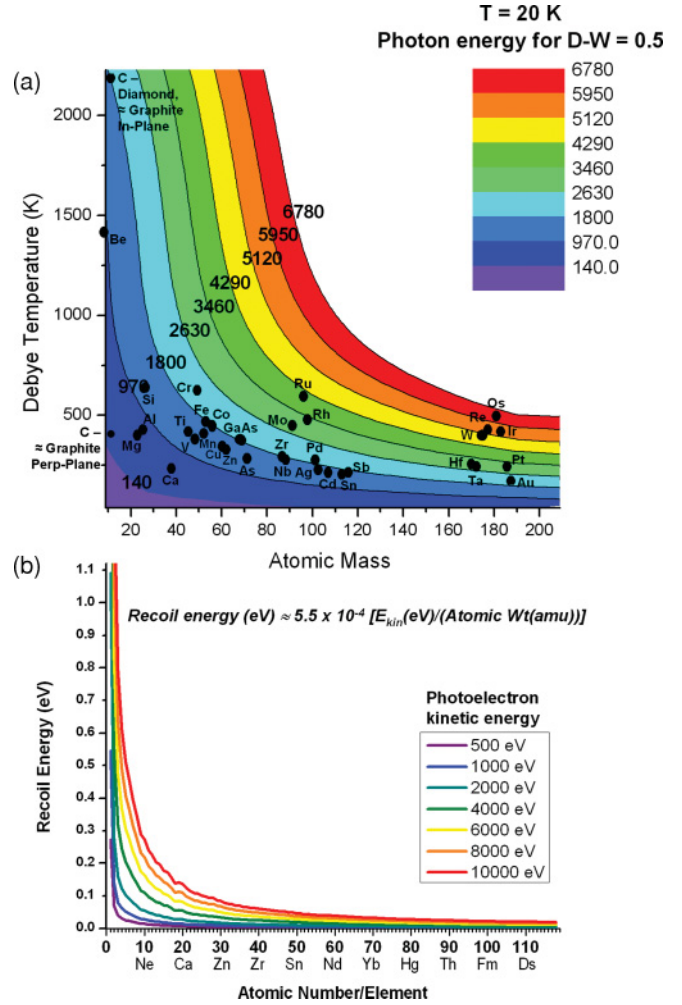 T = 20 K
Photon energy for D-W = 0.5
(a)
6780
5950
5120
4290
3460
2630
1800
970.0
140.0
Debye Temperature (K)
2000
1500
1000
500
C –
Diamond,
≈ Graphite
In-Plane
Be
6780
5950
5120
4290
3460
2630
1800
970
140
Si
Al
Mg
C –
≈ Graphite
Perp-Plane
Ca
Ti
V
Cr
Fe
Co
Mn
Cu
Zn
GaAs
As
Mo
Ru
Rh
Zr
Nb
Pd
Ag
Cd
Sn
Sb
Hf
Ta
W
Re
Os
Ir
Pt
Au
20 40 60 80 100 120 140 160 180 200
Atomic Mass
(b)
Recoil energy (eV) ≈ 5.5 x 10-4 [Ekin(eV)/(Atomic Wt(amu))]
Recoil Energy (eV)
1.1
1.0
0.9
0.8
0.7
0.6
0.5
0.4
0.3
0.2
0.1
0.0
Photoelectron
kinetic energy
500 eV
1000 eV
2000 eV
4000 eV
6000 eV
8000 eV
10000 eV
0 10 20 30 40 50 60 70 80 90 100 110
Ne Ca Zn Zr Sn Nd Yb Hg Th Fm Ds
Atomic Number/Element